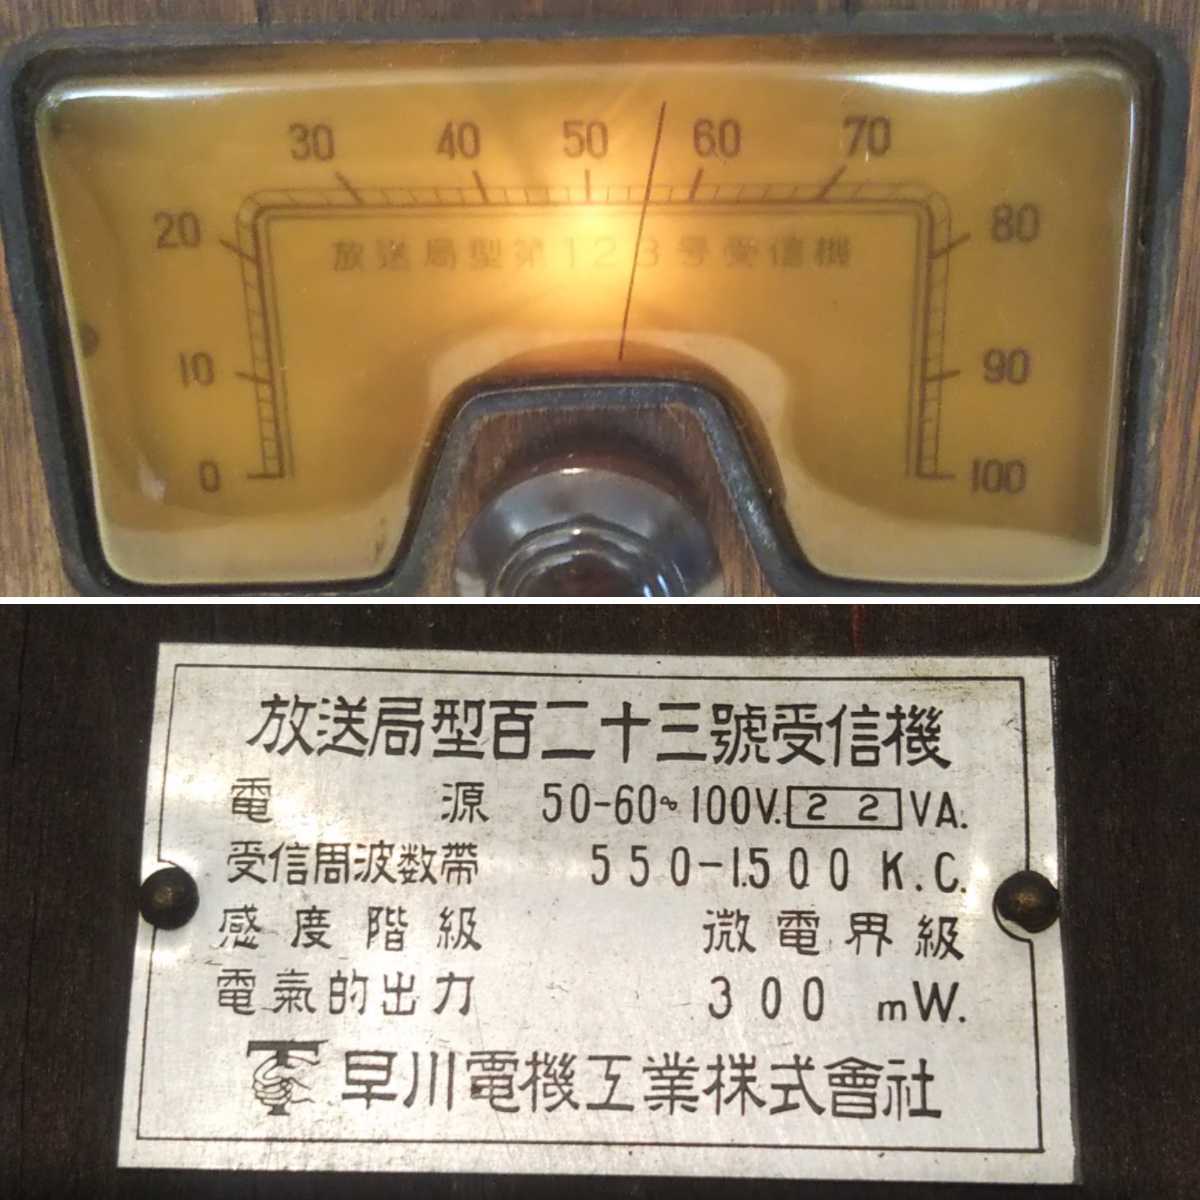 30 40 50 60 70
20 80
放送局型第123号受信機
10 90
0 100
放送局型百二十三號受信機
電源 50-60~100V. 22 VA.
受信周波数帯 550-1.500 K.C.
感度階級 微電界級
電氣的出力 300 mW.
早川電機工業株式會社